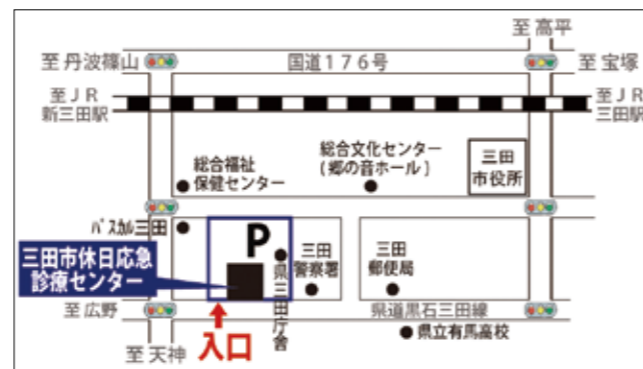 至 高平
至 丹波篠山
国道１７６号
至 宝塚
至ＪＲ
新三田駅
至ＪＲ
三田駅
総合福祉
保健センター
総合文化センター
（郷の音ホール）
三田
市役所
パスカル三田
P
県三田庁舎
三田
警察署
三田
郵便局
三田市休日応急
診療センター
至 広野
県道黒石三田線
入口
県立有馬高校
至 天神